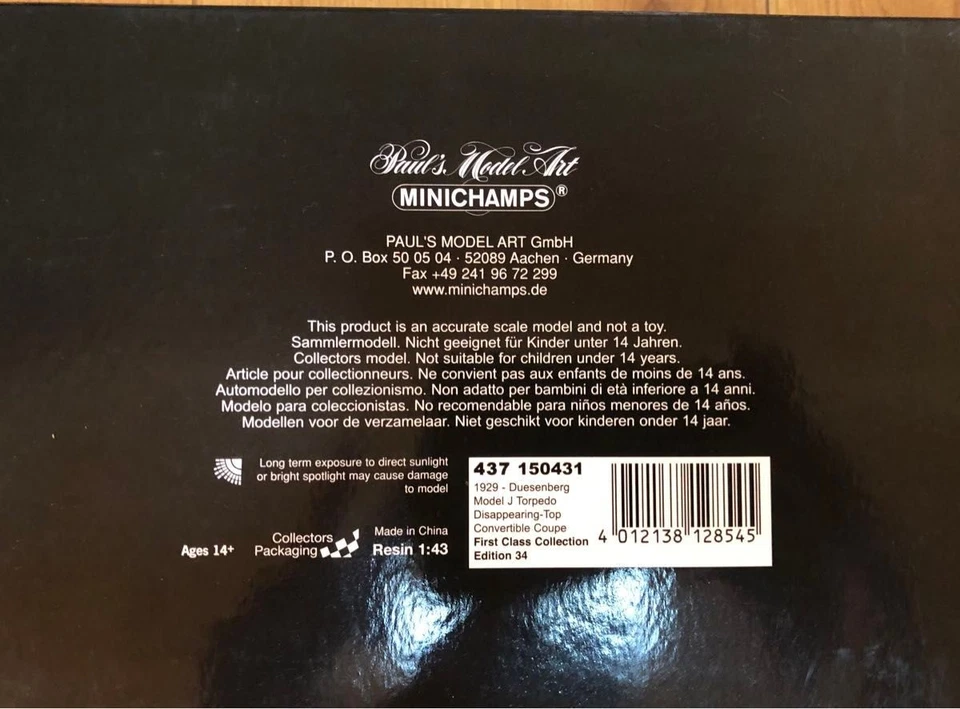 Paul's Model Art
MINICHAMPS®
PAUL'S MODEL ART GmbH
P. O. Box 50 05 04 · 52089 Aachen · Germany
Fax +49 241 96 72 299
www.minichamps.de
This product is an accurate scale model and not a toy.
Sammlermodell. Nicht geeignet für Kinder unter 14 Jahren.
Collectors model. Not suitable for children under 14 years.
Article pour collectionneurs. Ne convient pas aux enfants de moins de 14 ans.
Automodello per collezionismo. Non adatto per bambini di età inferiore a 14 anni.
Modelo para coleccionistas. No recomendable para niños menores de 14 años.
Modellen voor de verzamelaar. Niet geschikt voor kinderen onder 14 jaar.
Long term exposure to direct sunlight
or bright spotlight may cause damage
to model
Ages 14+
Collectors
Packaging
Made in China
Resin 1:43
437 150431
1929 - Duesenberg
Model J Torpedo
Disappearing-Top
Convertible Coupe
First Class Collection
Edition 34
4 012138 128545